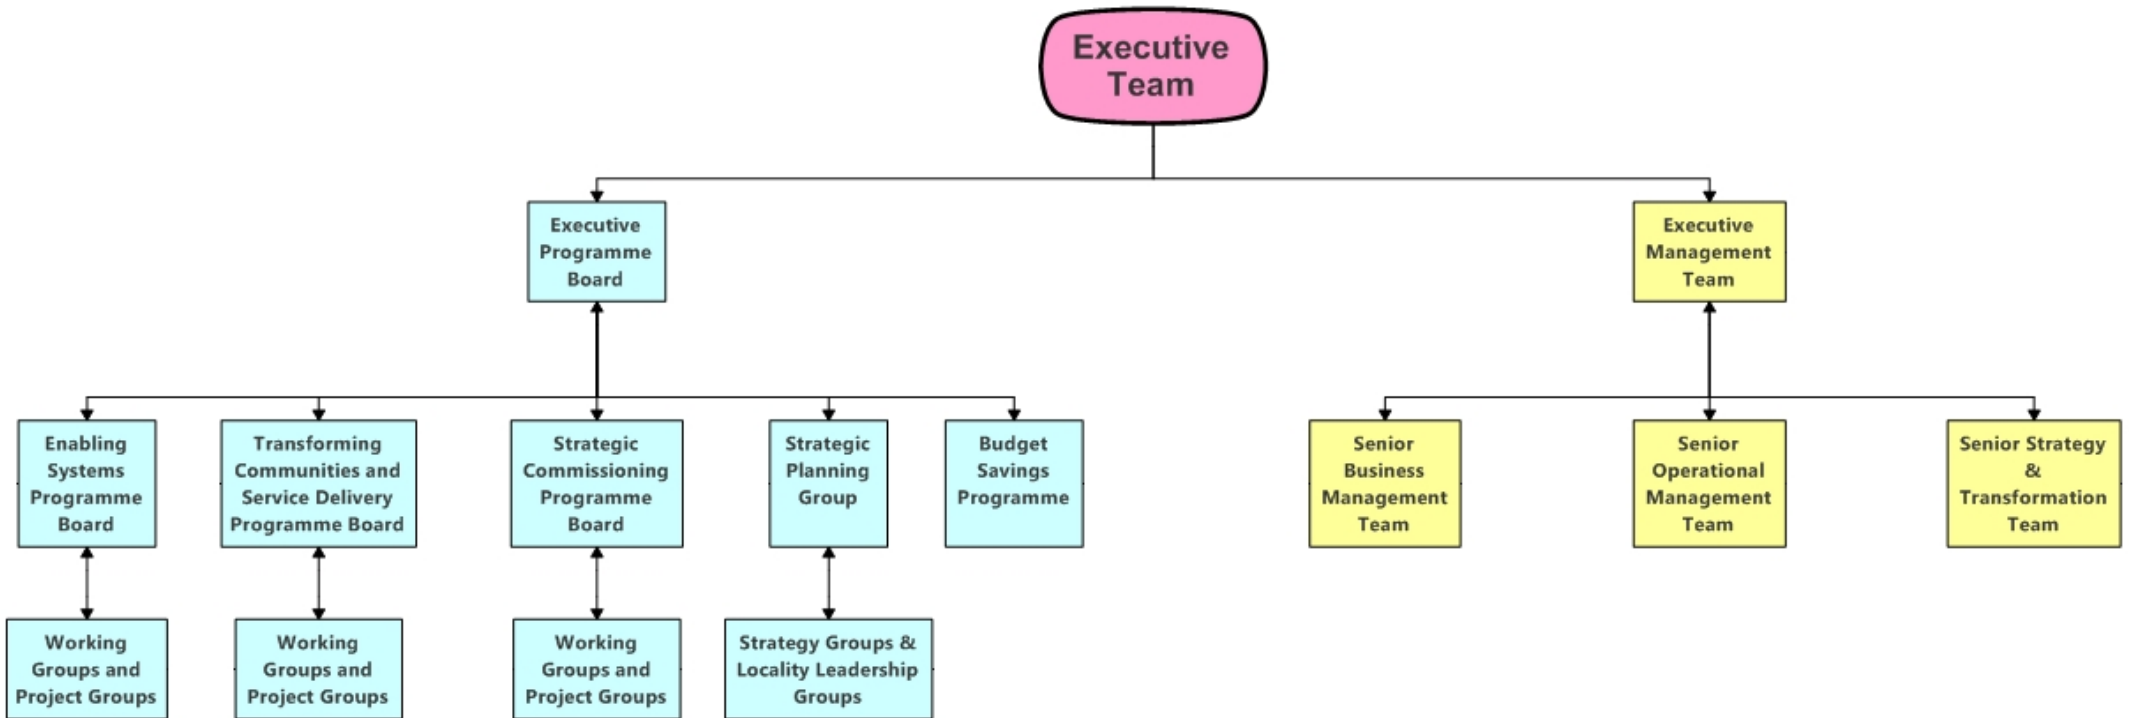 Executive
Team
Executive
Programme
Board
Executive
Management
Team
Enabling
Systems
Programme
Board
Transforming
Communities and
Service Delivery
Programme Board
Strategic
Commissioning
Programme
Board
Strategic
Planning
Group
Budget
Savings
Programme
Senior
Business
Management
Team
Senior
Operational
Management
Team
Senior Strategy
&
Transformation
Team
Working
Groups and
Project Groups
Working
Groups and
Project Groups
Working
Groups and
Project Groups
Strategy Groups &
Locality Leadership
Groups